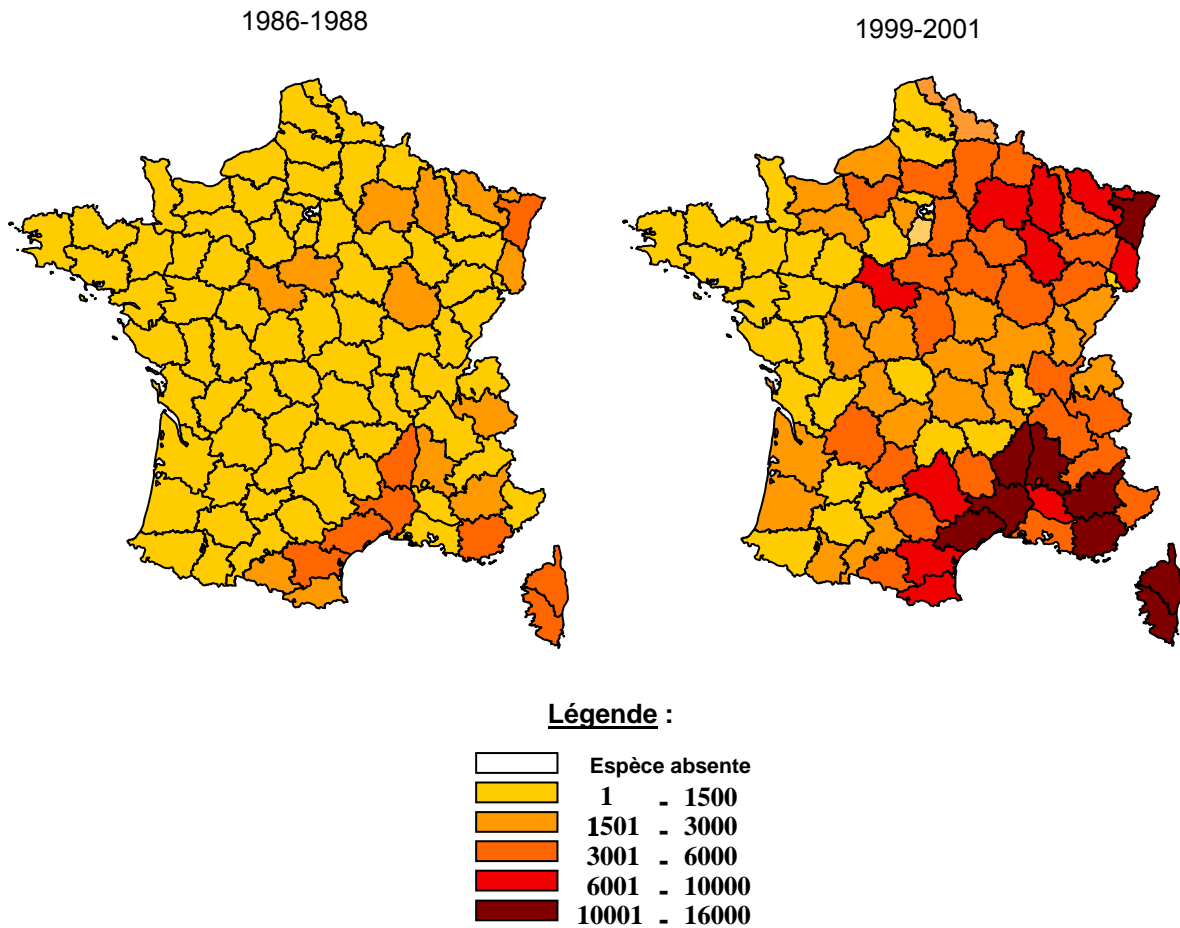 1986-1988
1999-2001
Légende :
Espèce absente
1 - 1500
1501 - 3000
3001 - 6000
6001 - 10000
10001 - 16000